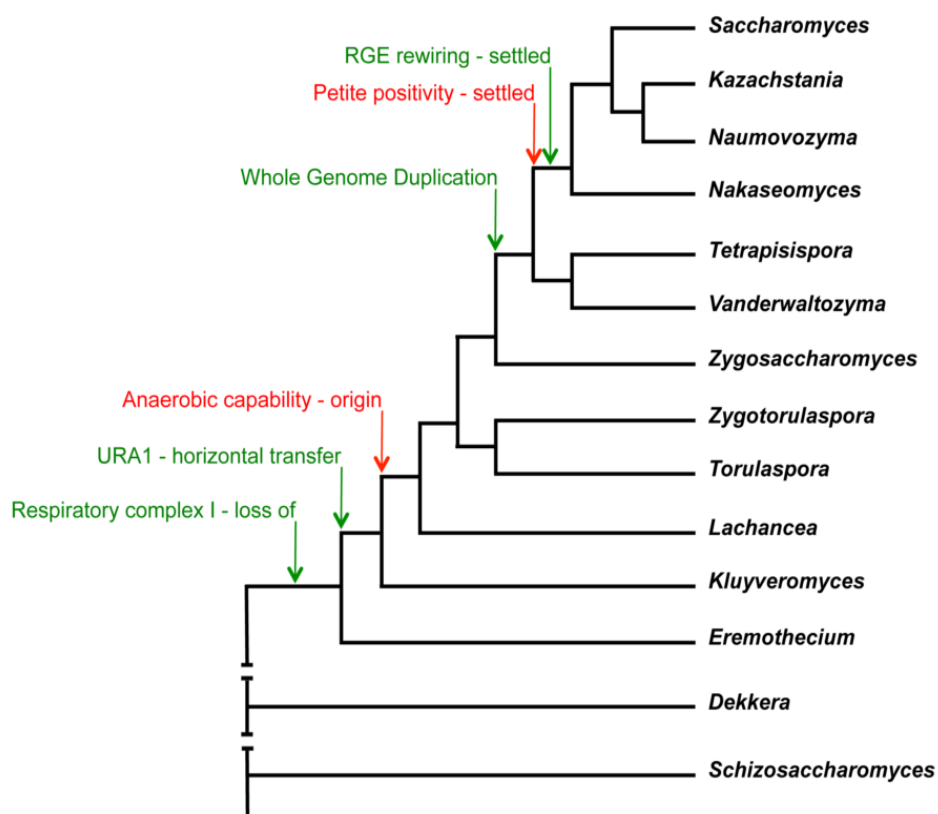 Saccharomyces
RGE rewiring - settled
Kazachstania
Petite positivity - settled
Naumovozyma
Whole Genome Duplication
Nakaseomyces
Tetrapisispora
Vanderwaltozyma
Zygosaccharomyces
Anaerobic capability - origin
Zygotorulaspora
URA1 - horizontal transfer
Torulaspora
Respiratory complex I - loss of
Lachancea
Kluyveromyces
Eremothecium
Dekkera
Schizosaccharomyces